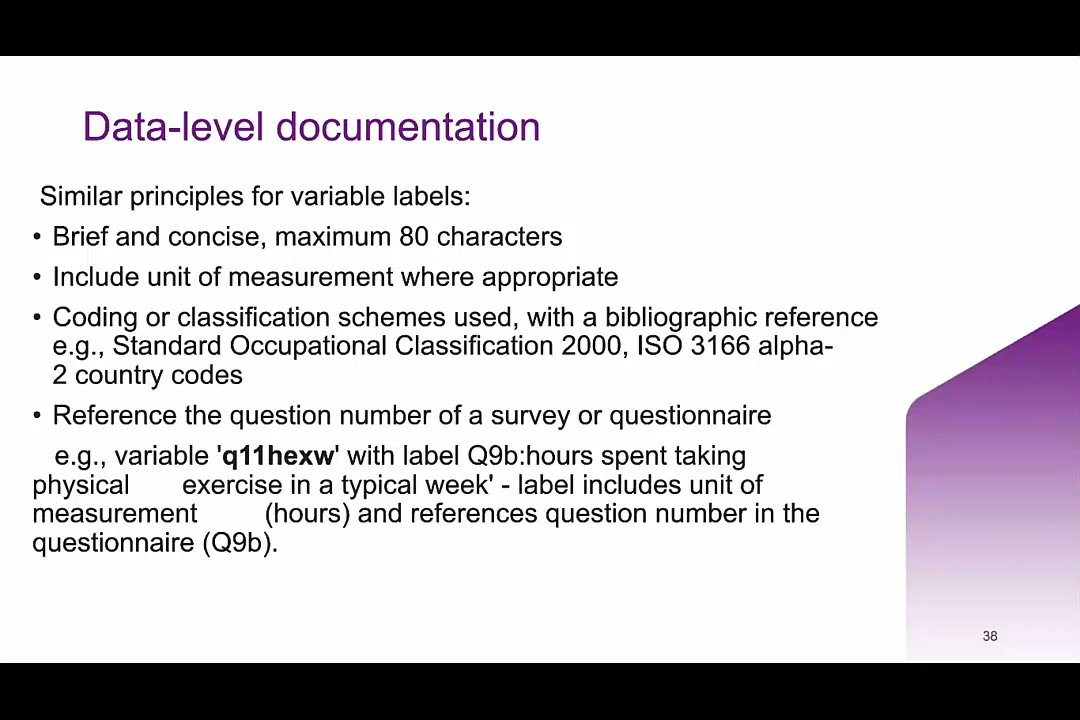 Data-level documentation
Similar principles for variable labels:
• Brief and concise, maximum 80 characters
• Include unit of measurement where appropriate
• Coding or classification schemes used, with a bibliographic reference
e.g., Standard Occupational Classification 2000, ISO 3166 alpha-
2 country codes
• Reference the question number of a survey or questionnaire
e.g., variable 'q11hexw' with label Q9b:hours spent taking
physical exercise in a typical week' - label includes unit of
measurement (hours) and references question number in the
questionnaire (Q9b).
38